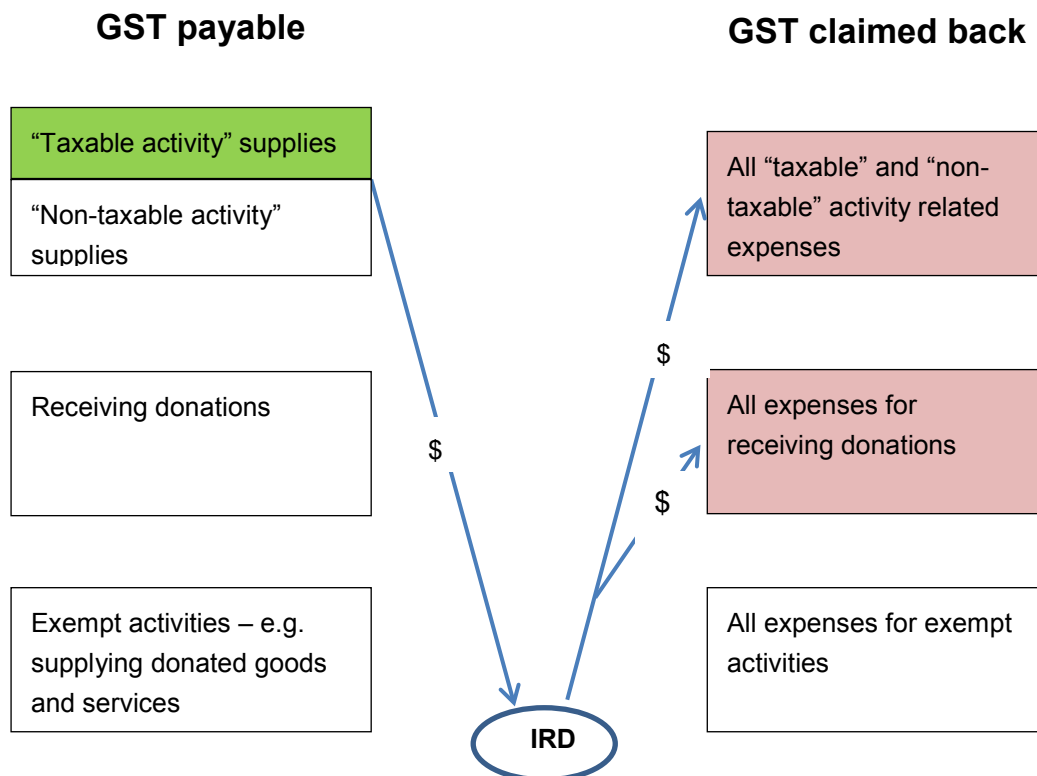 GST payable
GST claimed back
“Taxable activity” supplies
“Non-taxable activity”
supplies
All “taxable” and “non-
taxable” activity related
expenses
$
Receiving donations
All expenses for
receiving donations
$
$
Exempt activities – e.g.
supplying donated goods
and services
All expenses for exempt
activities
IRD